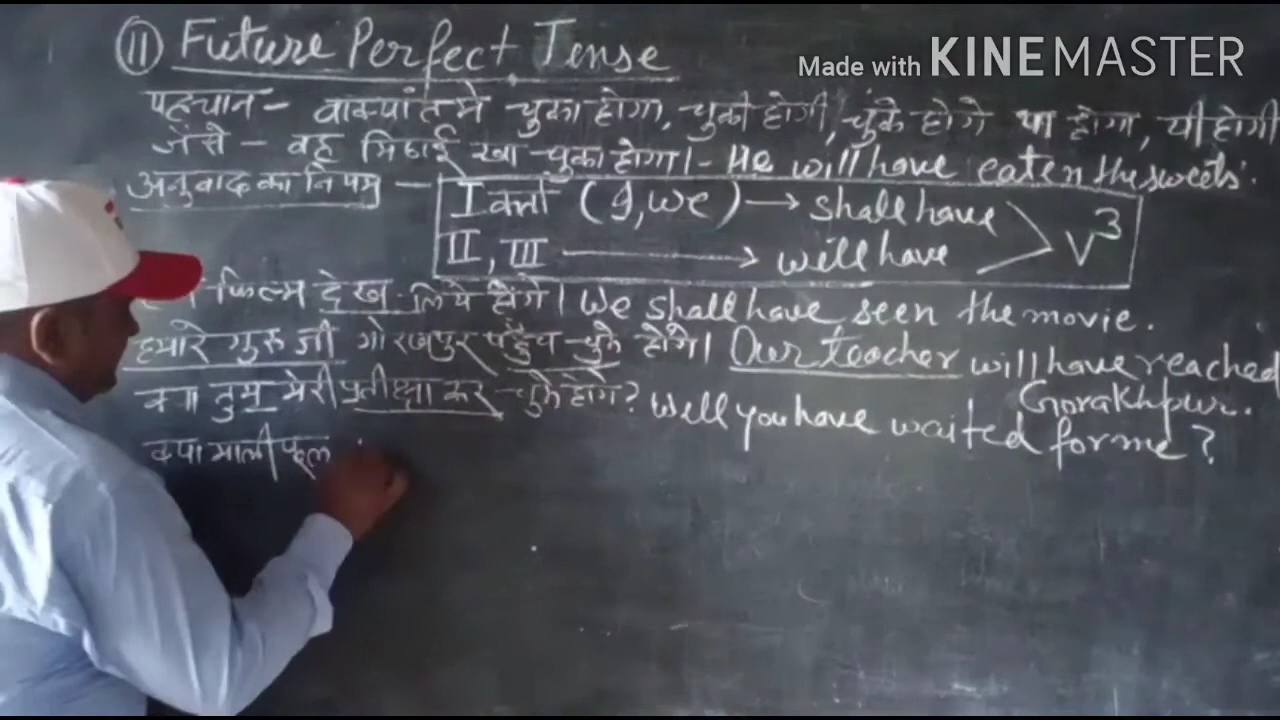 (11) Future Perfect Tense
Made with KINEMASTER
पहचान - वाक्यांत मे चुका होगा, चुकी होगी, चुंके होगे या होगा, यी होगी
जैसे - वह मिठाई खा चुका होगा। - He will have eaten the sweets.
अनुवाद का नियम - I कर्ता (I, we) → shall have > V³
II, III → will have
फिल्म देख लिये होंगे। We shall have seen the movie.
हमारे गुरु जी गोरखपुर पहुँच चुके होंगे। Our teacher will have reached Gorakhpur.
क्या तुम मेरी प्रतीक्षा कर चुके होगे? Well you have waited for me?
क्या माली फूल